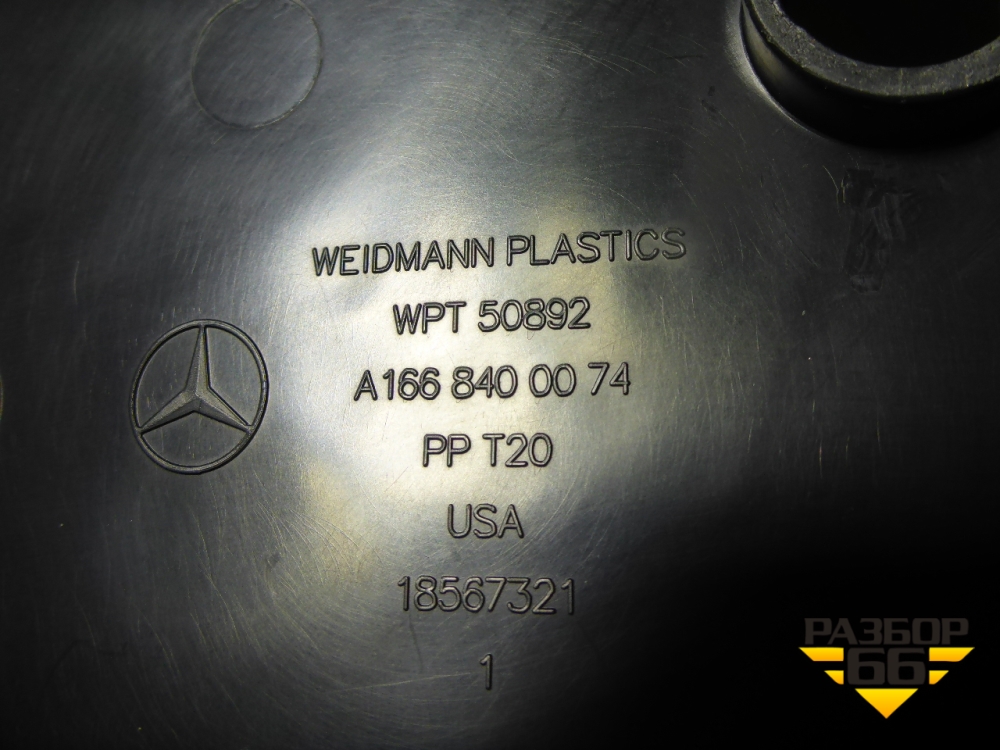 WEIDMANN PLASTICS
WPT 50892
A166 840 00 74
PP T20
USA
18567321
1
РАЗБОР
66